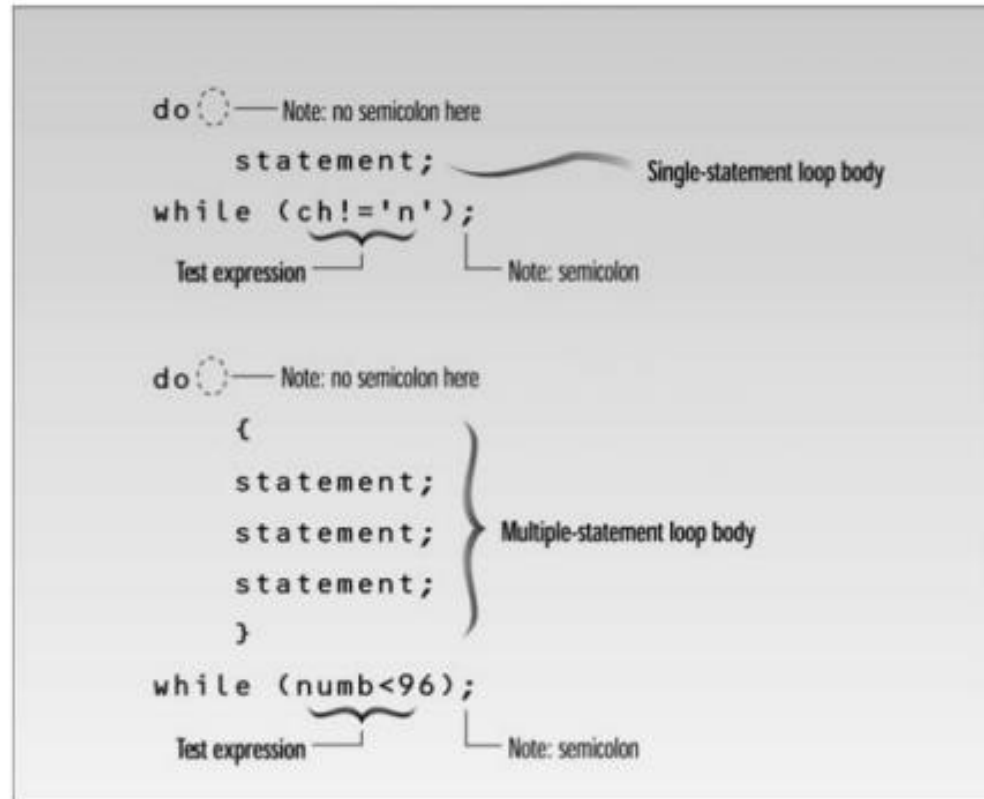 do — Note: no semicolon here
statement; Single-statement loop body
while (ch!='n');
Test expression Note: semicolon
do — Note: no semicolon here
{
statement;
statement;
statement;
Multiple-statement loop body
}
while (numb<96);
Test expression Note: semicolon